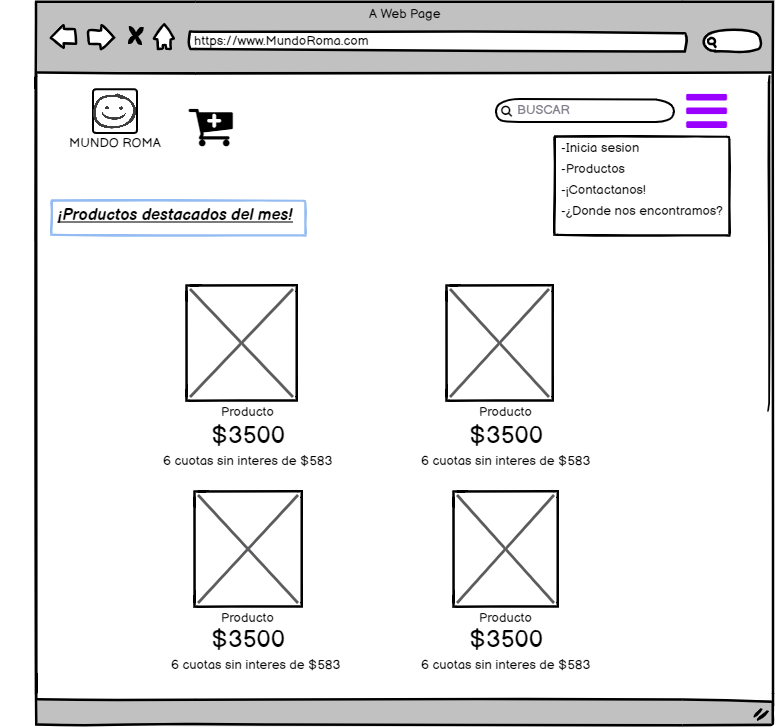 A Web Page
https://www.MundoRoma.com
BUSCAR
MUNDO ROMA
-Inicia sesion
-Productos
-¡Contactanos!
-¿Donde nos encontramos?
¡Productos destacados del mes!
Producto
$3500
6 cuotas sin interes de $583
Producto
$3500
6 cuotas sin interes de $583
Producto
$3500
6 cuotas sin interes de $583
Producto
$3500
6 cuotas sin interes de $583